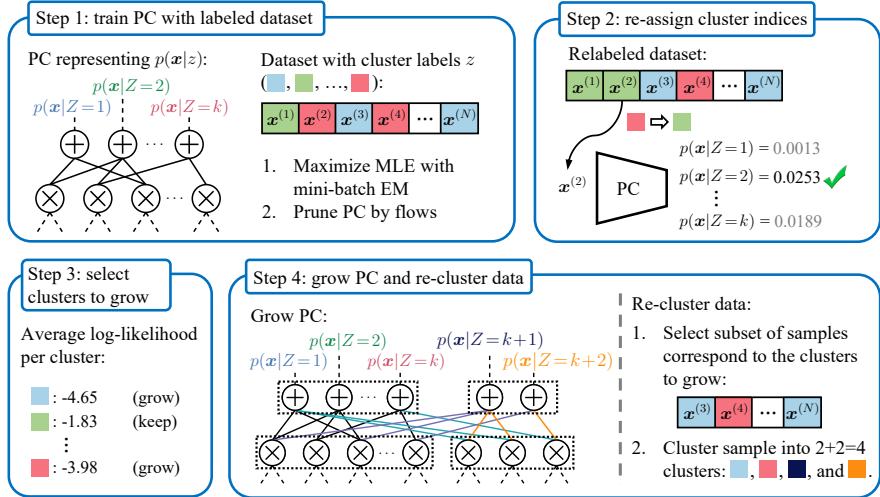 Step 1: train PC with labeled dataset
PC representing p(x|z):
p(x|Z=2)
p(x|Z=1)
p(x|Z=k)
...
...
Dataset with cluster labels z
( , , ..., ):
x^(1) x^(2) x^(3) x^(4) ... x^(N)
1. Maximize MLE with
mini-batch EM
2. Prune PC by flows
Step 2: re-assign cluster indices
Relabeled dataset:
x^(1) x^(2) x^(3) x^(4) ... x^(N)
x^(2)
PC
p(x|Z=1) = 0.0013
p(x|Z=2) = 0.0253
⋮
p(x|Z=k) = 0.0189
Step 3: select
clusters to grow
Average log-likelihood
per cluster:
: -4.65 (grow)
: -1.83 (keep)
⋮
: -3.98 (grow)
Step 4: grow PC and re-cluster data
Grow PC:
p(x|Z=2)
p(x|Z=k+1)
p(x|Z=1)
p(x|Z=k)
p(x|Z=k+2)
...
...
Re-cluster data:
1. Select subset of samples
correspond to the clusters
to grow:
x^(3) x^(4) ... x^(N)
2. Cluster sample into 2+2=4
clusters: , , , and .